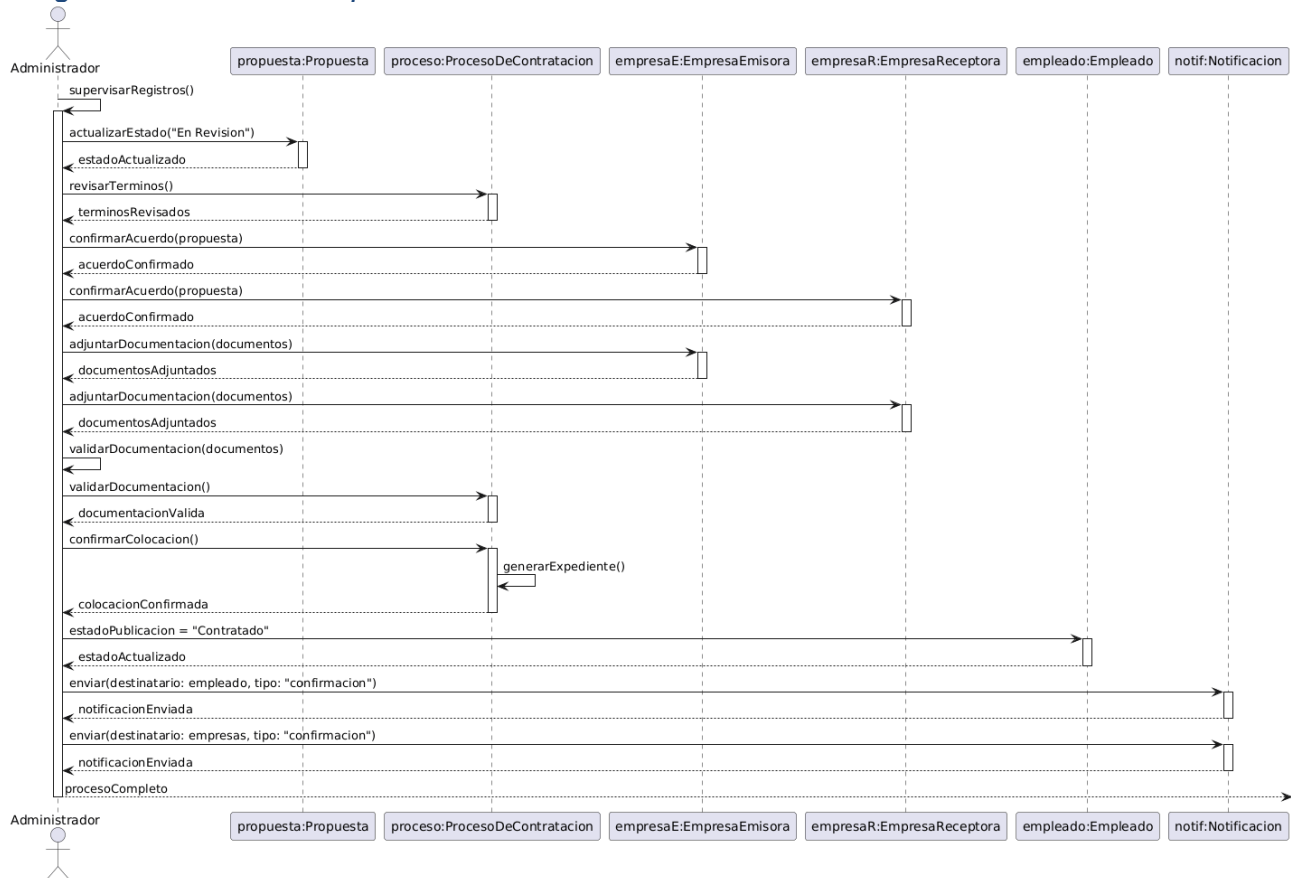 Administrador
propuesta:Propuesta
proceso:ProcesoDeContratacion
empresaE:EmpresaEmisora
empresaR:EmpresaReceptora
empleado:Empleado
notif:Notificacion
supervisarRegistros()
actualizarEstado("En Revision")
estadoActualizado
revisarTerminos()
terminosRevisados
confirmarAcuerdo(propuesta)
acuerdoConfirmado
confirmarAcuerdo(propuesta)
acuerdoConfirmado
adjuntarDocumentacion(documentos)
documentosAdjuntados
adjuntarDocumentacion(documentos)
documentosAdjuntados
validarDocumentacion(documentos)
validarDocumentacion()
documentacionValida
confirmarColocacion()
generarExpediente()
colocacionConfirmada
estadoPublicacion = "Contratado"
estadoActualizado
enviar(destinatario: empleado, tipo: "confirmacion")
notificacionEnviada
enviar(destinatario: empresas, tipo: "confirmacion")
notificacionEnviada
procesoCompleto
Administrador
propuesta:Propuesta
proceso:ProcesoDeContratacion
empresaE:EmpresaEmisora
empresaR:EmpresaReceptora
empleado:Empleado
notif:Notificacion